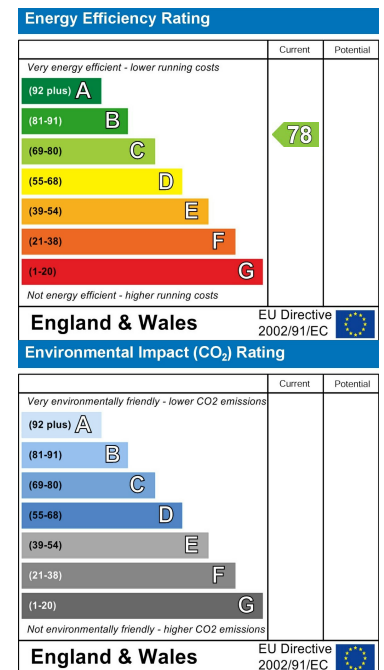 Energy Efficiency Rating
Current Potential
Very energy efficient - lower running costs
(92 plus) A
(81-91) B
78
(69-80) C
(55-68) D
(39-54) E
(21-38) F
(1-20) G
Not energy efficient - higher running costs
England & Wales
EU Directive
2002/91/EC
Environmental Impact (CO₂) Rating
Current Potential
Very environmentally friendly - lower CO2 emissions
(92 plus) A
(81-91) B
(69-80) C
(55-68) D
(39-54) E
(21-38) F
(1-20) G
Not environmentally friendly - higher CO2 emissions
England & Wales
EU Directive
2002/91/EC